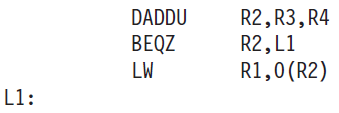 DADDU R2,R3,R4
BEQZ R2,L1
LW R1,0(R2)
L1: